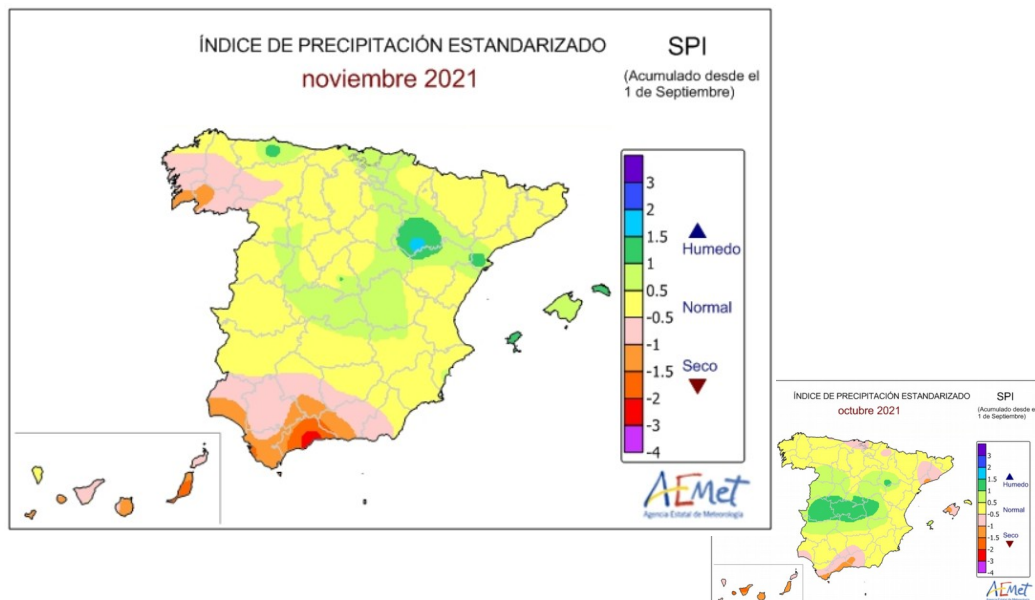 ÍNDICE DE PRECIPITACIÓN ESTANDARIZADO
noviembre 2021
SPI
(Acumulado desde el
1 de Septiembre)
3
2
1.5
1
0.5
-0.5
-1
-1.5
-2
-3
-4
Humedo
Normal
Seco
AEMet
Agencia Estatal de Meteorología
ÍNDICE DE PRECIPITACIÓN ESTANDARIZADO
octubre 2021
SPI
(Acumulado desde e
1 de Septiembre)
3
2
1.5
1
0.5
-0.5
-1
-1.5
-2
-3
-4
Humedo
Normal
Seco
AEMet